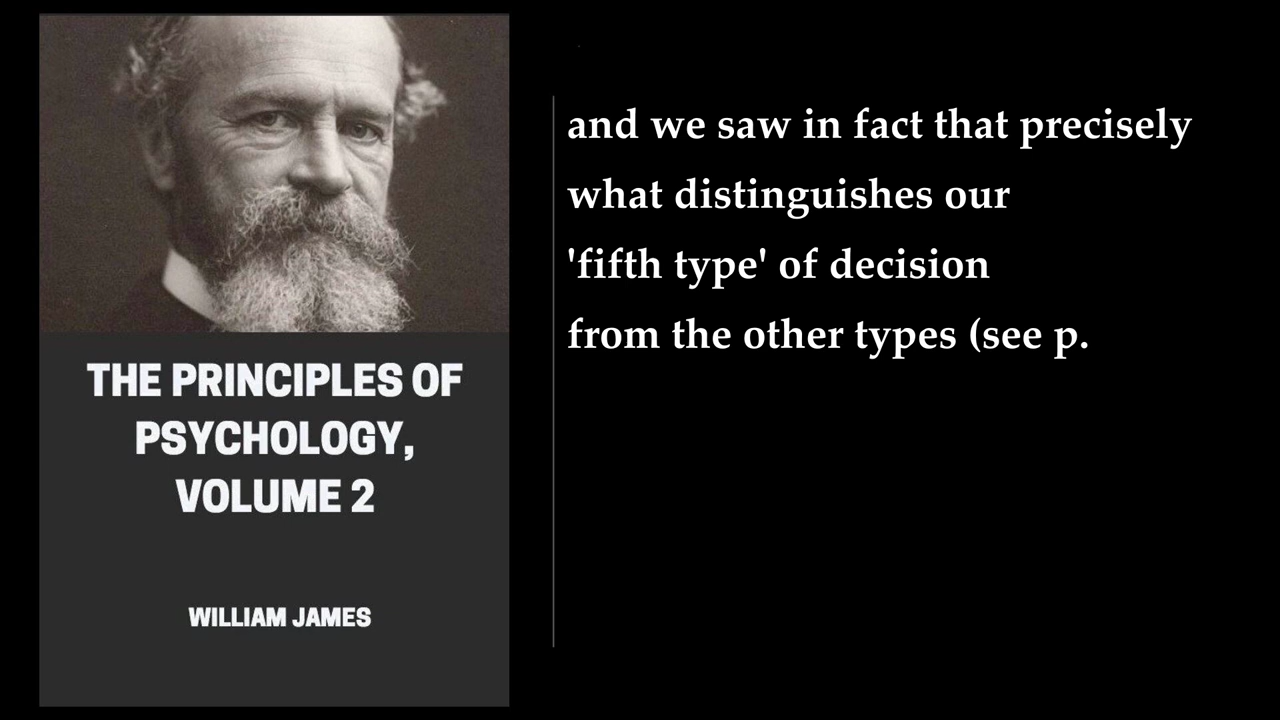 THE PRINCIPLES OF
PSYCHOLOGY,
VOLUME 2
WILLIAM JAMES
and we saw in fact that precisely
what distinguishes our
'fifth type' of decision
from the other types (see p.